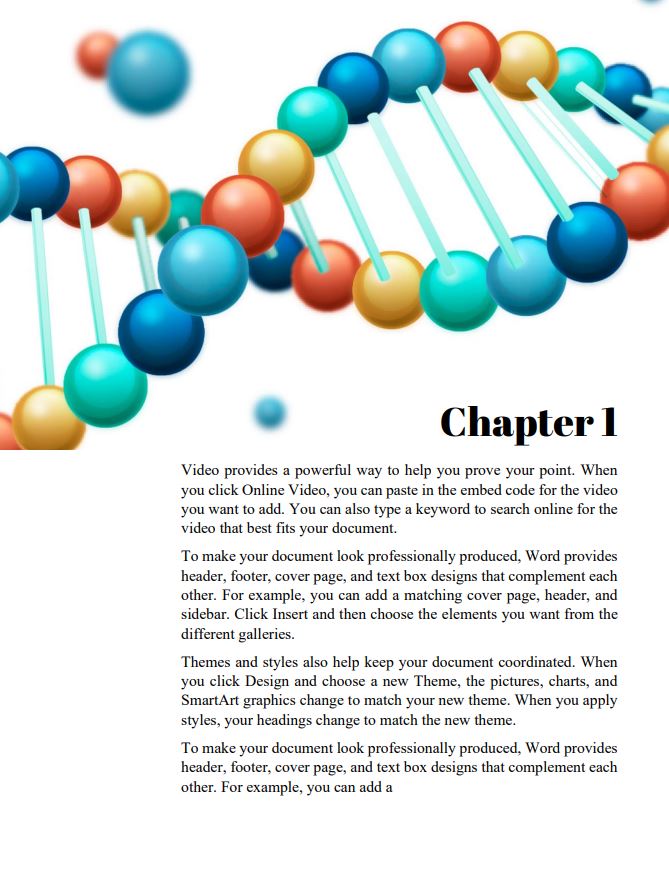 Chapter 1
Video provides a powerful way to help you prove your point. When
you click Online Video, you can paste in the embed code for the video
you want to add. You can also type a keyword to search online for the
video that best fits your document.
To make your document look professionally produced, Word provides
header, footer, cover page, and text box designs that complement each
other. For example, you can add a matching cover page, header, and
sidebar. Click Insert and then choose the elements you want from the
different galleries.
Themes and styles also help keep your document coordinated. When
you click Design and choose a new Theme, the pictures, charts, and
SmartArt graphics change to match your new theme. When you apply
styles, your headings change to match the new theme.
To make your document look professionally produced, Word provides
header, footer, cover page, and text box designs that complement each
other. For example, you can add a